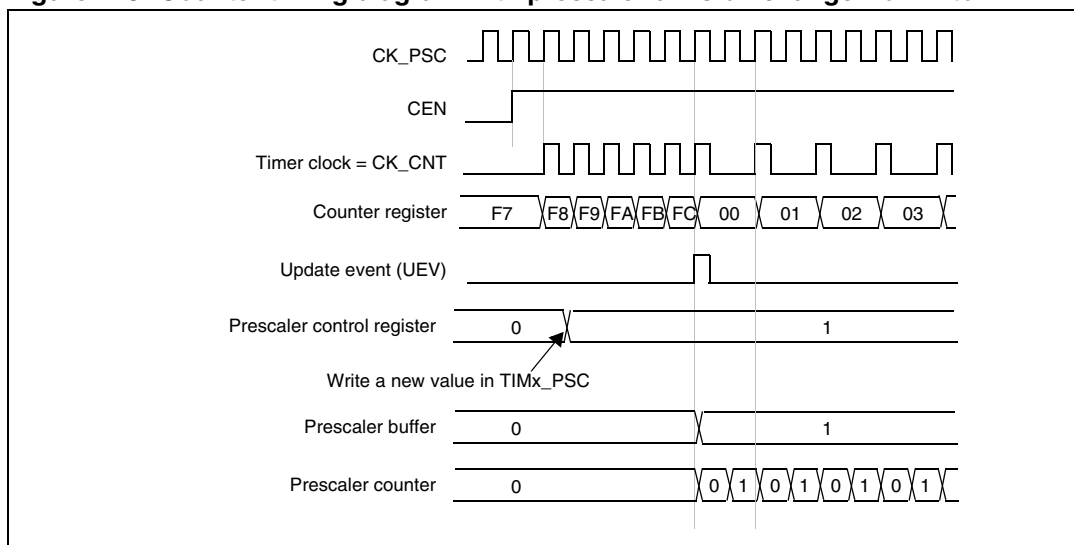 CK_PSC
CEN
Timer clock = CK_CNT
Counter register F7 F8 F9 FA FB FC 00 01 02 03
Update event (UEV)
Prescaler control register 0 1
Write a new value in TIMx_PSC
Prescaler buffer 0 1
Prescaler counter 0 0 1 0 1 0 1 0 1